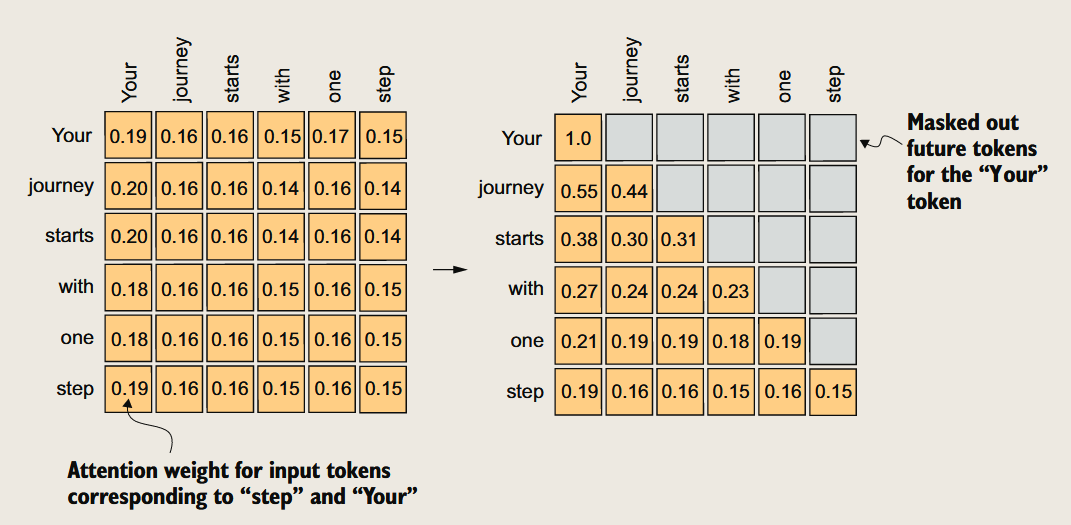 Your journey starts with one step
Your 0.19 0.16 0.16 0.15 0.17 0.15
journey 0.20 0.16 0.16 0.14 0.16 0.14
starts 0.20 0.16 0.16 0.14 0.16 0.14
with 0.18 0.16 0.16 0.15 0.16 0.15
one 0.18 0.16 0.16 0.15 0.16 0.15
step 0.19 0.16 0.16 0.15 0.16 0.15
Attention weight for input tokens
corresponding to “step” and “Your”
Your journey starts with one step
Your 1.0
journey 0.55 0.44
starts 0.38 0.30 0.31
with 0.27 0.24 0.24 0.23
one 0.21 0.19 0.19 0.18 0.19
step 0.19 0.16 0.16 0.15 0.16 0.15
Masked out
future tokens
for the “Your”
token